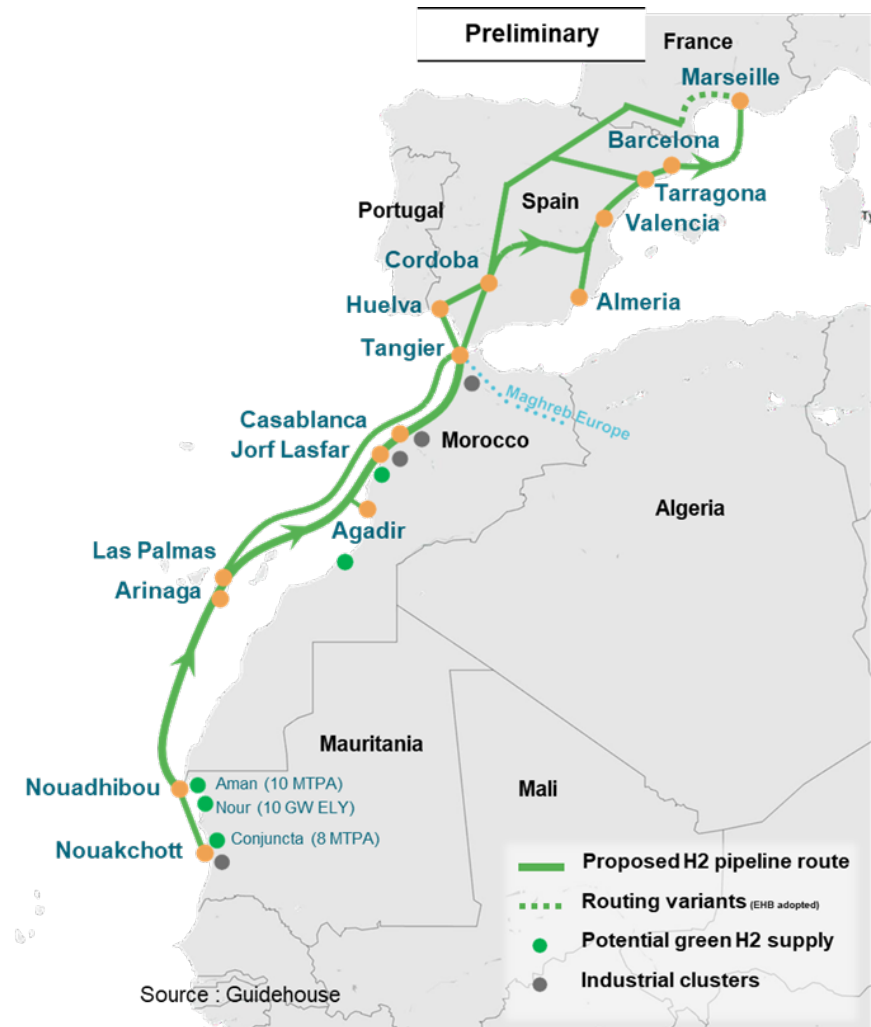 Preliminary
France
Marseille
Barcelona
Tarragona
Portugal
Spain
Valencia
Cordoba
Huelva
Almeria
Tangier
Maghreb Europe
Casablanca
Jorf Lasfar
Morocco
Algeria
Agadir
Las Palmas
Arinaga
Mauritania
Mali
Nouadhibou
Aman (10 MTPA)
Nour (10 GW ELY)
Conjuncta (8 MTPA)
Nouakchott
Proposed H2 pipeline route
Routing variants (EHB adopted)
Potential green H2 supply
Industrial clusters
Source : Guidehouse